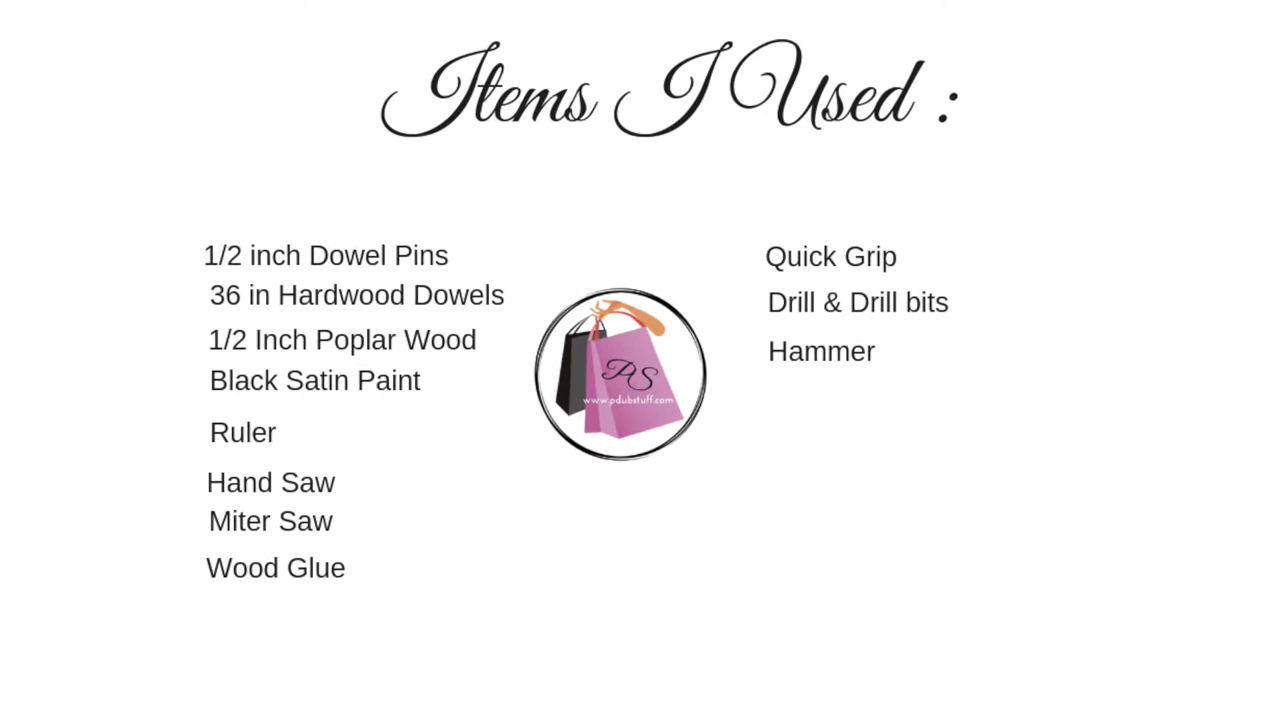 Items I Used :
1/2 inch Dowel Pins
36 in Hardwood Dowels
1/2 Inch Poplar Wood
Black Satin Paint
Ruler
Hand Saw
Miter Saw
Wood Glue
PS
www.pdubstuff.com
Quick Grip
Drill & Drill bits
Hammer